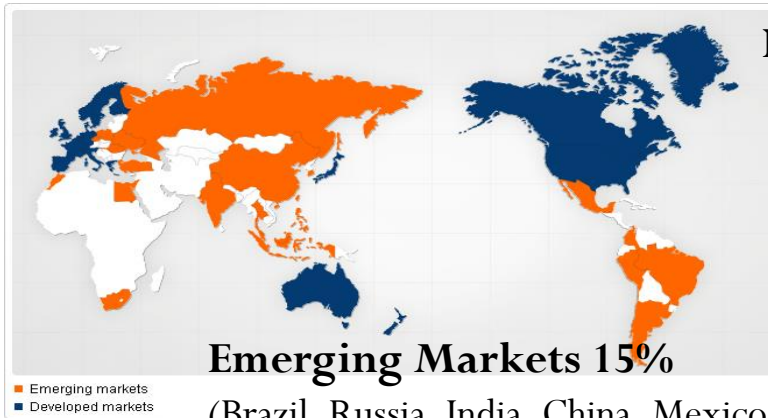 Emerging Markets 15%
Emerging markets
Developed markets
(Brazil, Russia, India, China, Mexico